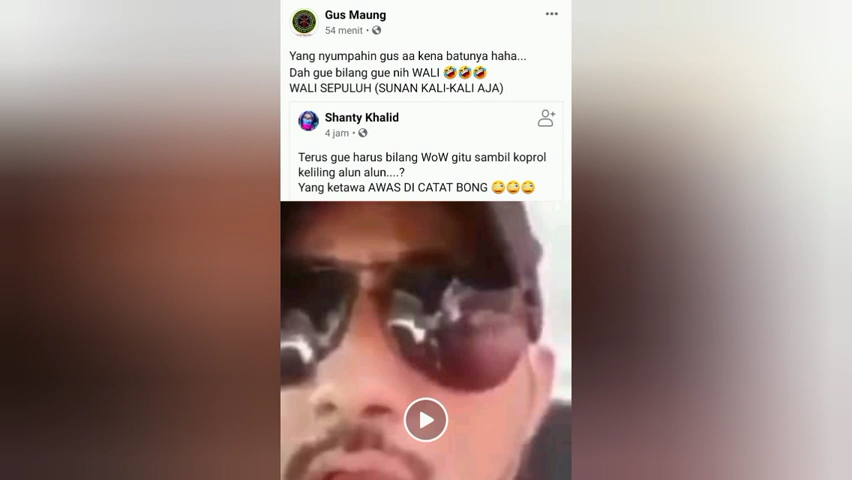 Gus Maung
54 menit •
Yang nyumpahin gus aa kena batunya haha...
Dah gue bilang gue nih WALI 🤣🤣🤣
WALI SEPULUH (SUNAN KALI-KALI AJA)
Shanty Khalid
4 jam •
Terus gue harus bilang WoW gitu sambil koprol
keliling alun alun....?
Yang ketawa AWAS DI CATAT BONG 🙄🙄🙄